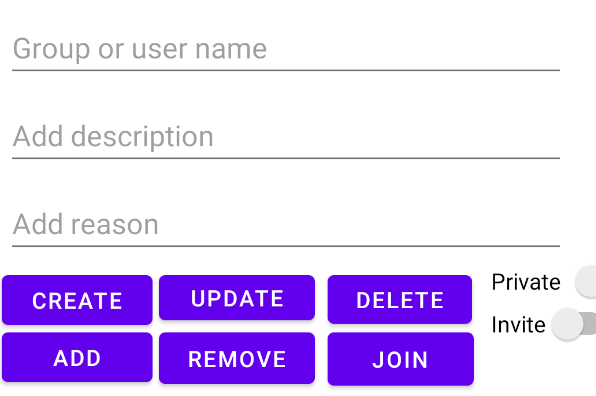 Group or user name
Add description
Add reason
CREATE UPDATE DELETE Private
Invite
ADD REMOVE JOIN